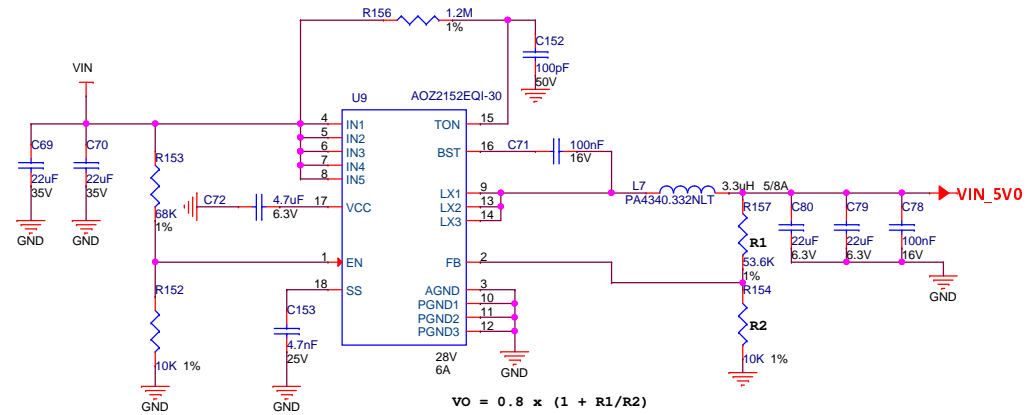 R156 1.2M
1%
C152
100pF
50V
VIN
U9
AOZ2152EQI-30
4 IN1
5 IN2
6 IN3
7 IN4
8 IN5
17 VCC
1 EN
18 SS
TON 15
BST 16
LX1 9
LX2 13
LX3 14
FB 2
AGND 3
PGND1 10
PGND2 11
PGND3 12
28V
6A
C69
22uF
35V
GND
C70
22uF
35V
GND
R153
68K
1%
C72 4.7uF
6.3V
R152
10K 1%
GND
C153
4.7nF
25V
GND
C71 100nF
16V
L7 3.3uH 5/8A
PA4340.332NLT
VIN_5V0
R157
R1
53.6K
1%
R154
R2
10K 1%
GND
C80
22uF
6.3V
C79
22uF
6.3V
C78
100nF
16V
GND
GND
VO = 0.8 x (1 + R1/R2)